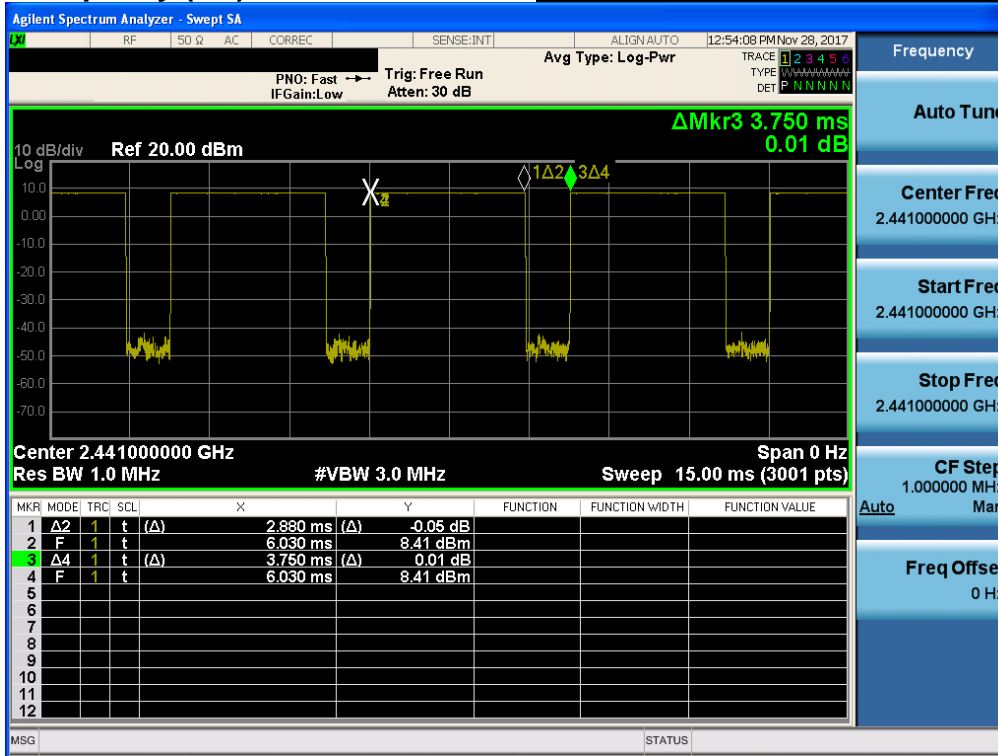 Agilent Spectrum Analyzer - Swept SA
LXI RF 50 Ω AC CORREC SENSE:INT ALIGN AUTO 12:54:08 PM Nov 28, 2017
Avg Type: Log-Pwr TRACE 1 2 3 4 5 6
PNO: Fast Trig: Free Run TYPE
IFGain:Low Atten: 30 dB DET P N N N N N
ΔMkr3 3.750 ms
0.01 dB
10 dB/div Ref 20.00 dBm
Log
1Δ2 3Δ4
10.0
0.00
-10.0
-20.0
-30.0
-40.0
-50.0
-60.0
-70.0
Center 2.441000000 GHz Span 0 Hz
Res BW 1.0 MHz #VBW 3.0 MHz Sweep 15.00 ms (3001 pts)
MKR MODE TRC SCL X Y FUNCTION FUNCTION WIDTH FUNCTION VALUE
1 Δ2 1 t (Δ) 2.880 ms (Δ) -0.05 dB
2 F 1 t 6.030 ms 8.41 dBm
3 Δ4 1 t (Δ) 3.750 ms (Δ) 0.01 dB
4 F 1 t 6.030 ms 8.41 dBm
5
6
7
8
9
10
11
12
MSG STATUS
Frequency
Auto Tune
Center Freq
2.441000000 GHz
Start Freq
2.441000000 GHz
Stop Freq
2.441000000 GHz
CF Step
1.000000 MHz
Auto Man
Freq Offset
0 Hz